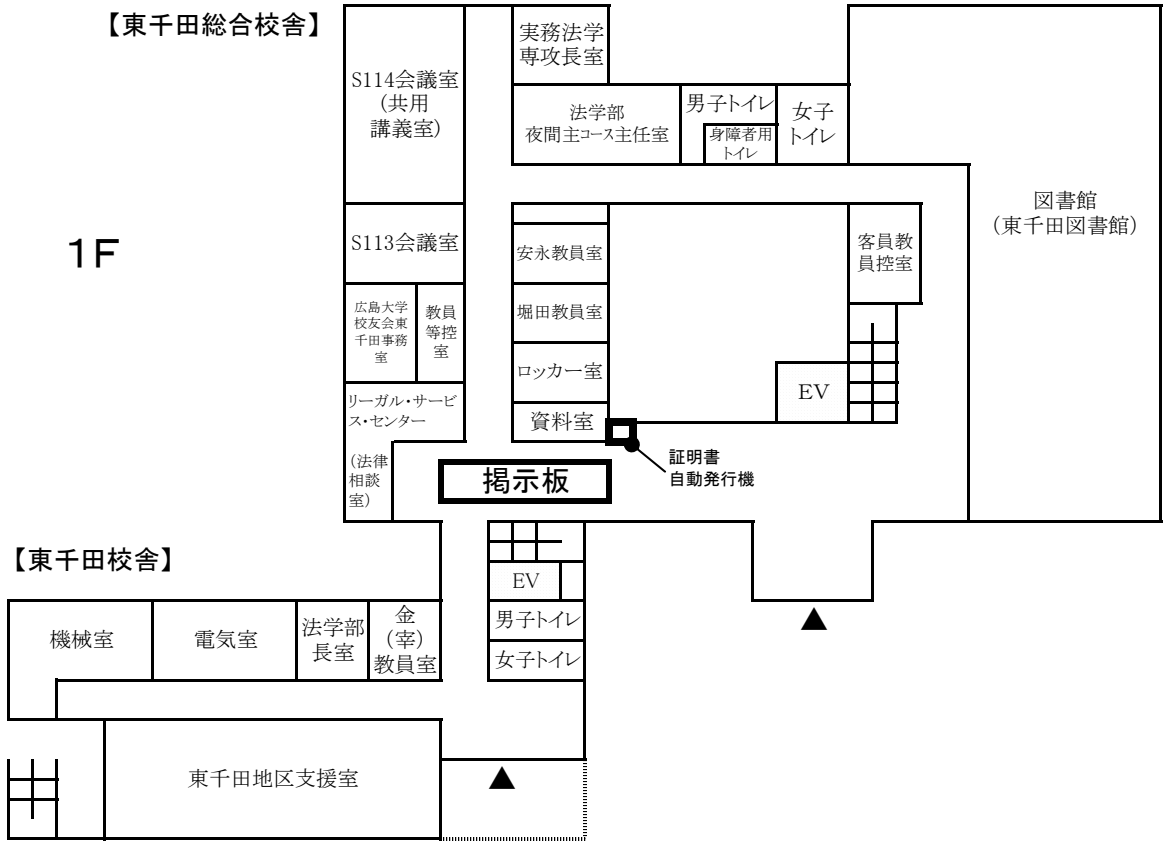 【東千田総合校舎】
1F
S114会議室
(共用
講義室)
実務法学
専攻長室
法学部
夜間主コース主任室
男子トイレ
身障者用
トイレ
女子
トイレ
図書館
(東千田図書館)
S113会議室
安永教員室
客員教
員控室
広島大学
校友会東
千田事務
室
教員
等控
室
堀田教員室
ロッカー室
EV
リーガル・サービ
ス・センター
(法律
相談
室)
資料室
証明書
自動発行機
掲示板
【東千田校舎】
EV
機械室
電気室
法学部
長室
金
(宰)
教員室
男子トイレ
女子トイレ
東千田地区支援室